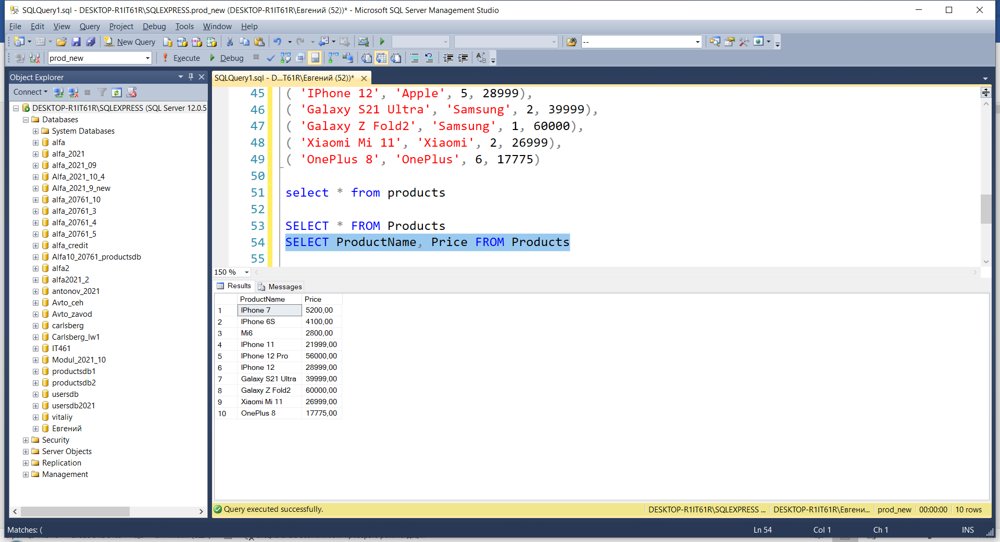 SQLQuery1.sql - DESKTOP-R1IT61R\SQLEXPRESS.prod_new (DESKTOP-R1IT61R\Евгений (52))* - Microsoft SQL Server Management Studio
File Edit View Query Project Debug Tools Window Help
New Query --
prod_new Execute Debug
Object Explorer
Connect
DESKTOP-R1IT61R\SQLEXPRESS (SQL Server 12.0.5
Databases
System Databases
alfa
alfa_2021
alfa_2021_09
Alfa_2021_10_4
Alfa_2021_9_new
alfa_20761_10
alfa_20761_3
alfa_20761_4
alfa_20761_5
alfa_credit
Alfa10_20761_productsdb
alfa2
alfa2021_2
antonov_2021
Avto_ceh
Avto_zavod
carlsberg
Carlsberg_lw1
IT461
Modul_2021_10
productsdb1
productsdb2
usersdb
usersdb2021
vitaliy
Евгений
Security
Server Objects
Replication
Management
SQLQuery1.sql - D...T61R\Евгений (52))*
45 ( 'IPhone 12', 'Apple', 5, 28999),
46 ( 'Galaxy S21 Ultra', 'Samsung', 2, 39999),
47 ( 'Galaxy Z Fold2', 'Samsung', 1, 60000),
48 ( 'Xiaomi Mi 11', 'Xiaomi', 2, 26999),
49 ( 'OnePlus 8', 'OnePlus', 6, 17775)
50
51 select * from products
52
53 SELECT * FROM Products
54 SELECT ProductName, Price FROM Products
55
150 %
Results Messages
ProductName Price
1 IPhone 7 5200,00
2 IPhone 6S 4100,00
3 Mi6 2800,00
4 IPhone 11 21999,00
5 IPhone 12 Pro 56000,00
6 IPhone 12 28999,00
7 Galaxy S21 Ultra 39999,00
8 Galaxy Z Fold2 60000,00
9 Xiaomi Mi 11 26999,00
10 OnePlus 8 17775,00
Query executed successfully. DESKTOP-R1IT61R\SQLEXPRESS ... DESKTOP-R1IT61R\Евгени... prod_new 00:00:00 10 rows
Matches: ( Ln 54 Col 1 Ch 1 INS